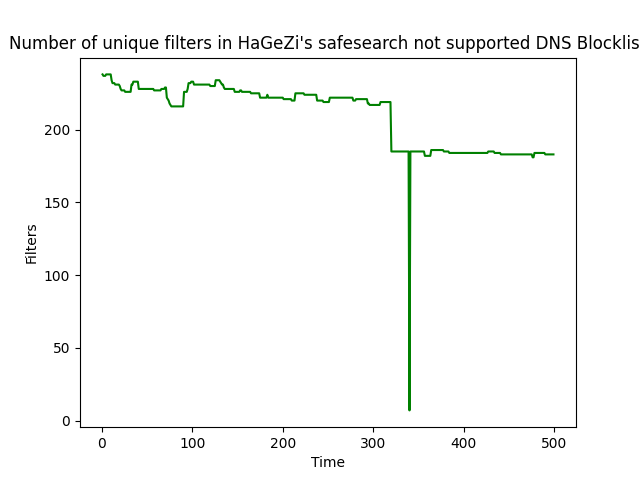 Number of unique filters in HaGeZi's safesearch not supported DNS Blocklis
Filters
200
150
100
50
0
0 100 200 300 400 500
Time